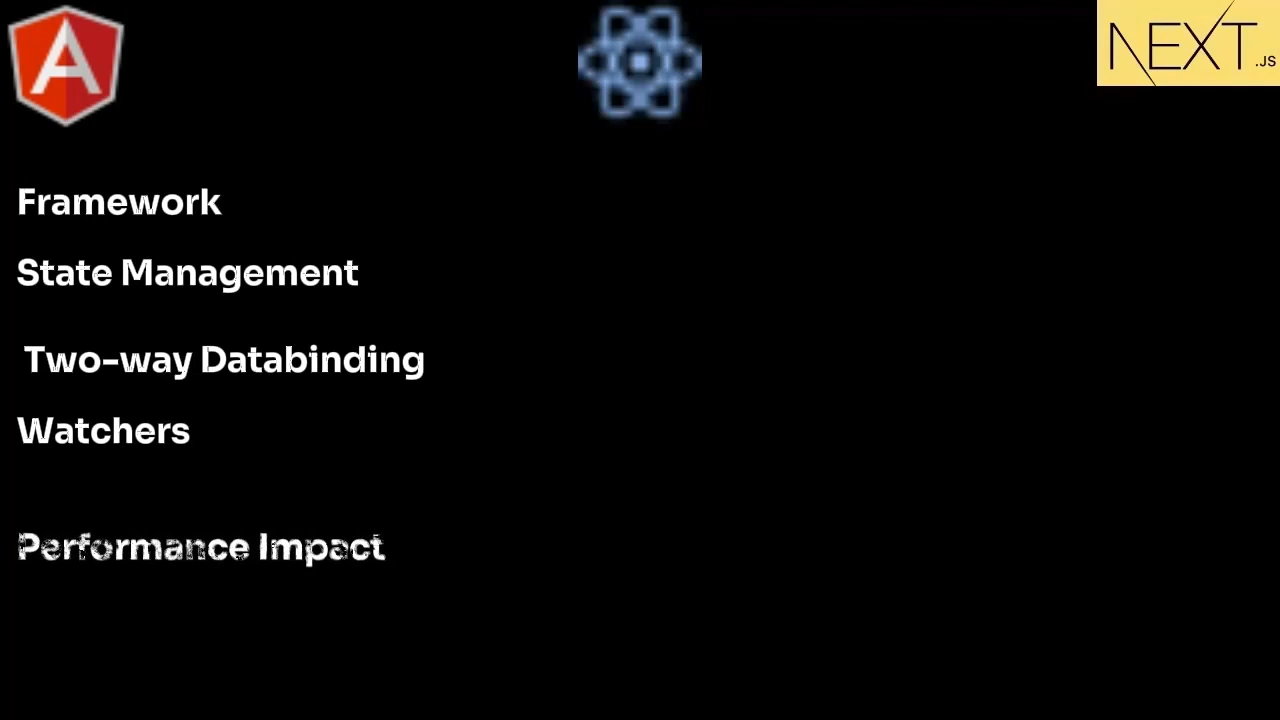 A
NEXT.JS
Framework
State Management
Two-way Databinding
Watchers
Performance Impact